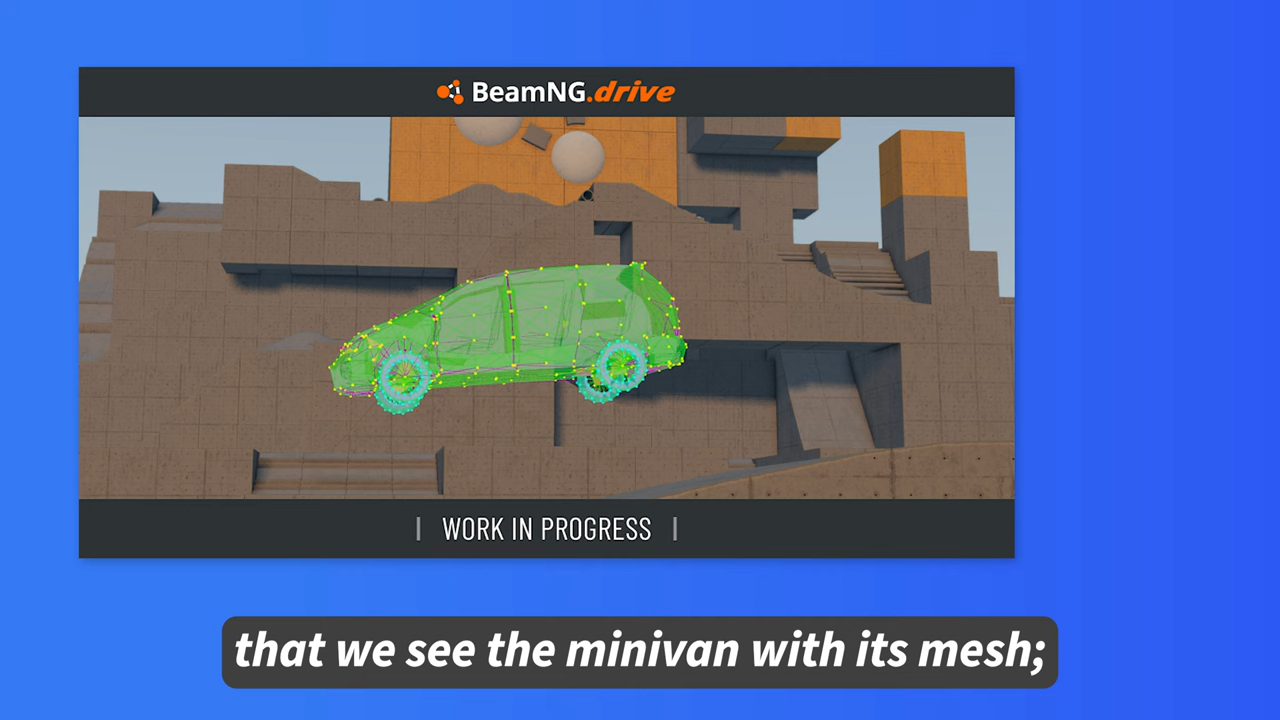 BeamNG.drive
| WORK IN PROGRESS |
that we see the minivan with its mesh;